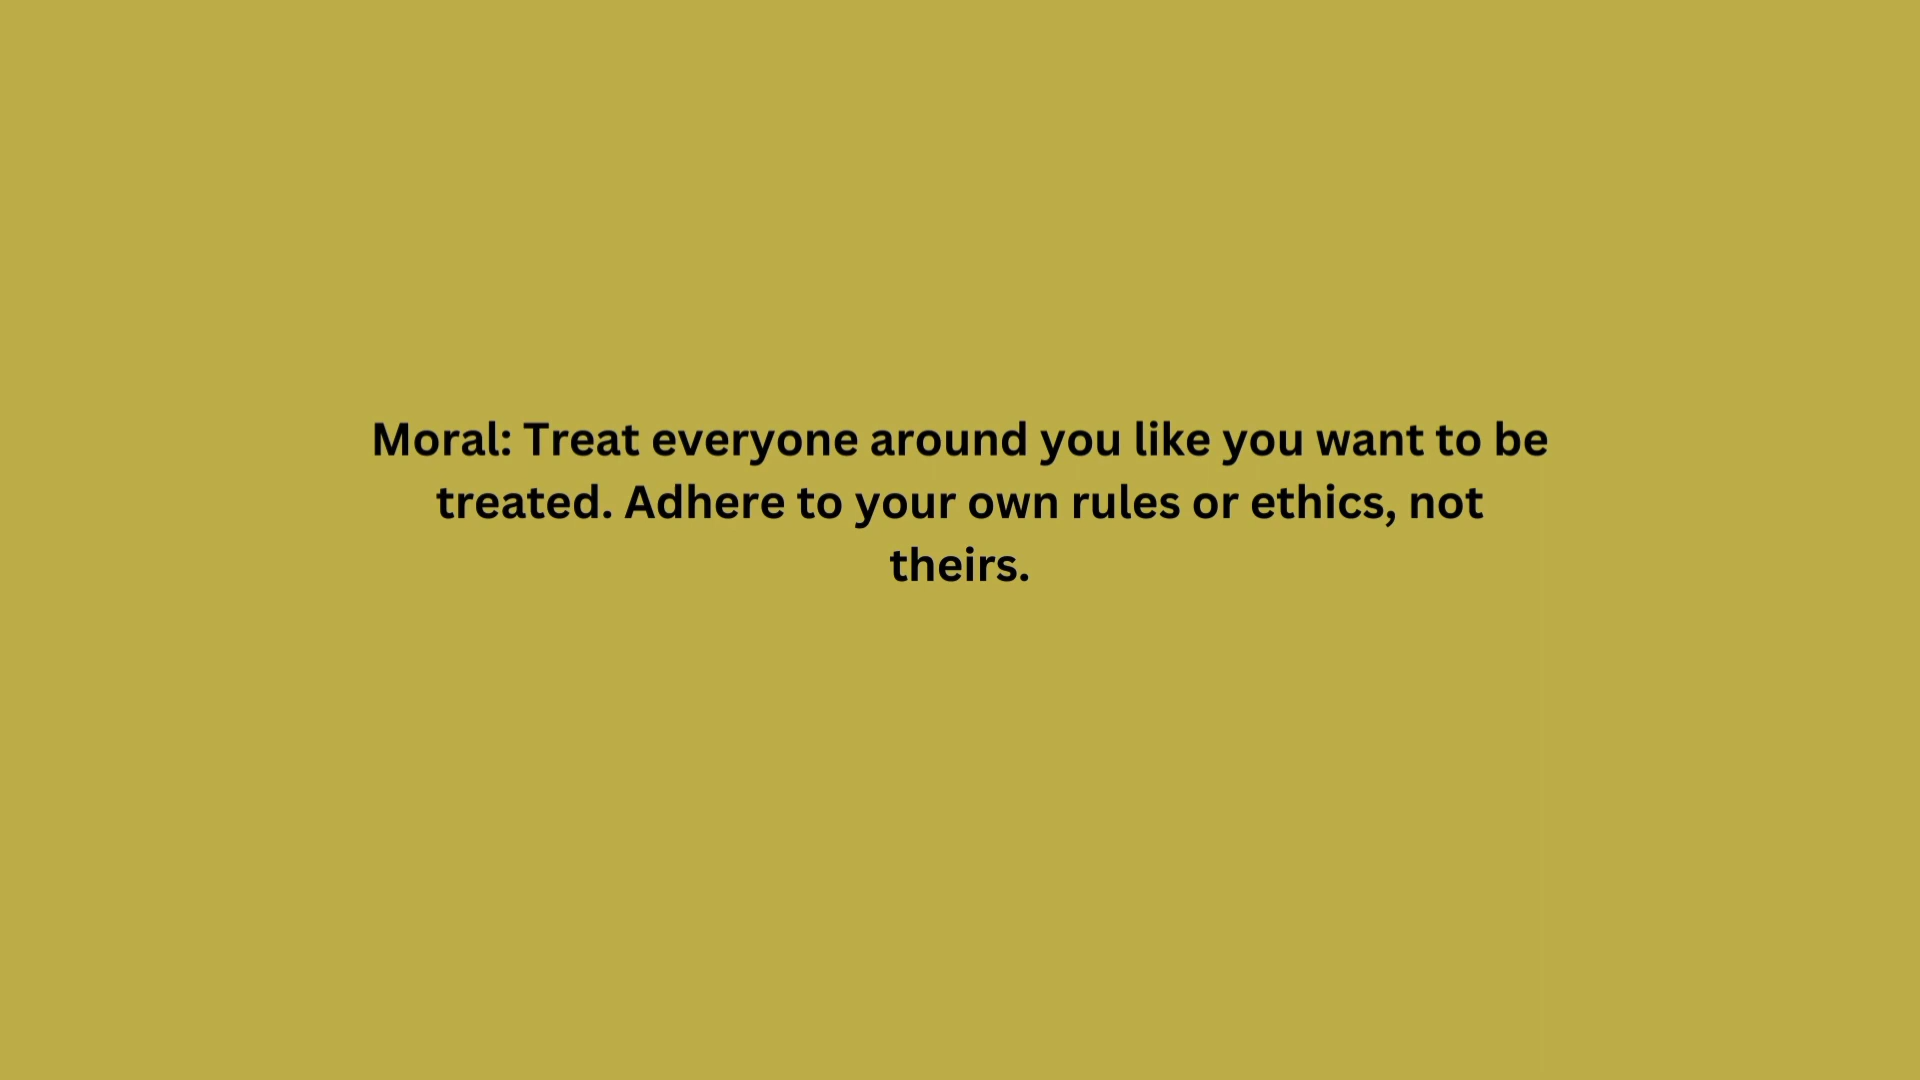 Moral: Treat everyone around you like you want to be
treated. Adhere to your own rules or ethics, not
theirs.